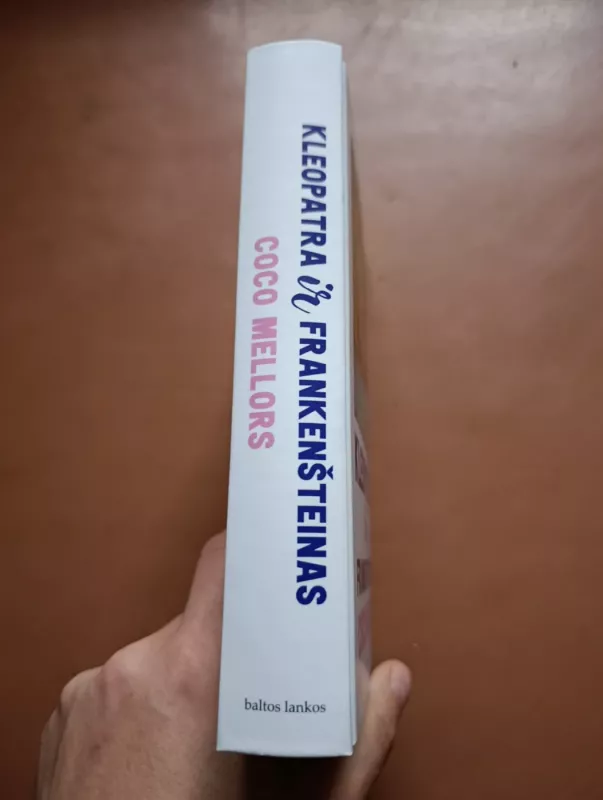 KLEOPATRA ir FRANKENŠTEINAS
COCO MELLORS
baltos lankos